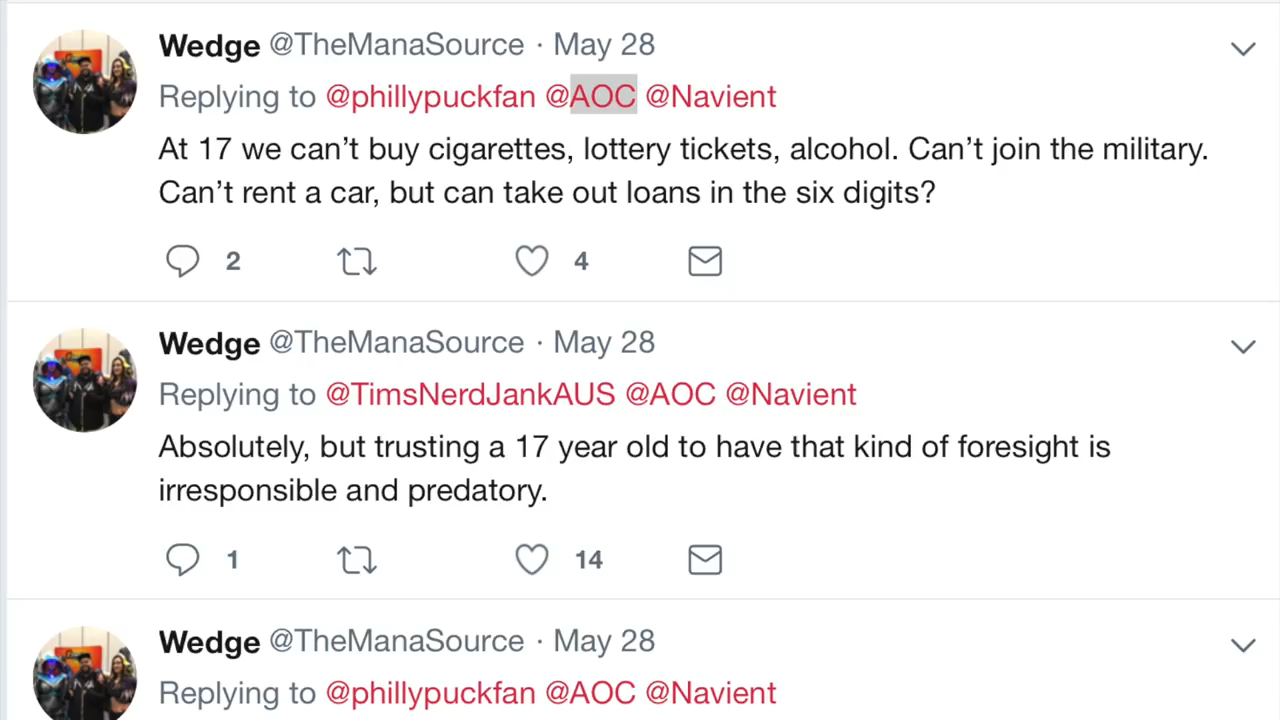 Wedge @TheManaSource · May 28
Replying to @phillypuckfan @AOC @Navient
At 17 we can’t buy cigarettes, lottery tickets, alcohol. Can’t join the military.
Can’t rent a car, but can take out loans in the six digits?
2 4
Wedge @TheManaSource · May 28
Replying to @TimsNerdJankAUS @AOC @Navient
Absolutely, but trusting a 17 year old to have that kind of foresight is
irresponsible and predatory.
1 14
Wedge @TheManaSource · May 28
Replying to @phillypuckfan @AOC @Navient